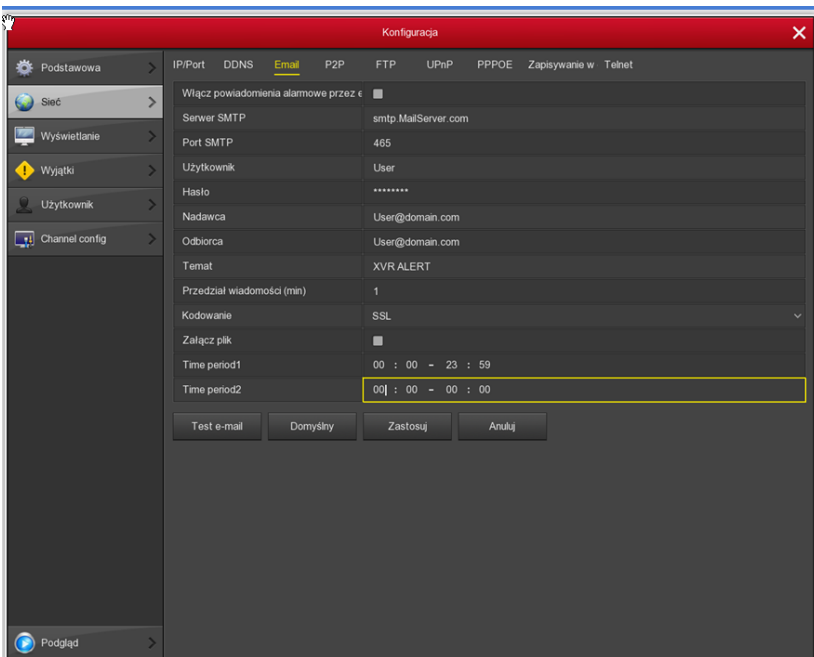 Konfiguracja
Podstawowa
Sieć
Wyświetlanie
Wyjątki
Użytkownik
Channel config
Podgląd
IP/Port DDNS Email P2P FTP UPnP PPPOE Zapisywanie w Telnet
Włącz powiadomienia alarmowe przez e
Serwer SMTP smtp.MailServer.com
Port SMTP 465
Użytkownik User
Hasło ********
Nadawca User@domain.com
Odbiorca User@domain.com
Temat XVR ALERT
Przedział wiadomości (min) 1
Kodowanie SSL
Załącz plik
Time period1 00 : 00 - 23 : 59
Time period2 00 : 00 - 00 : 00
Test e-mail Domyślny Zastosuj Anuluj